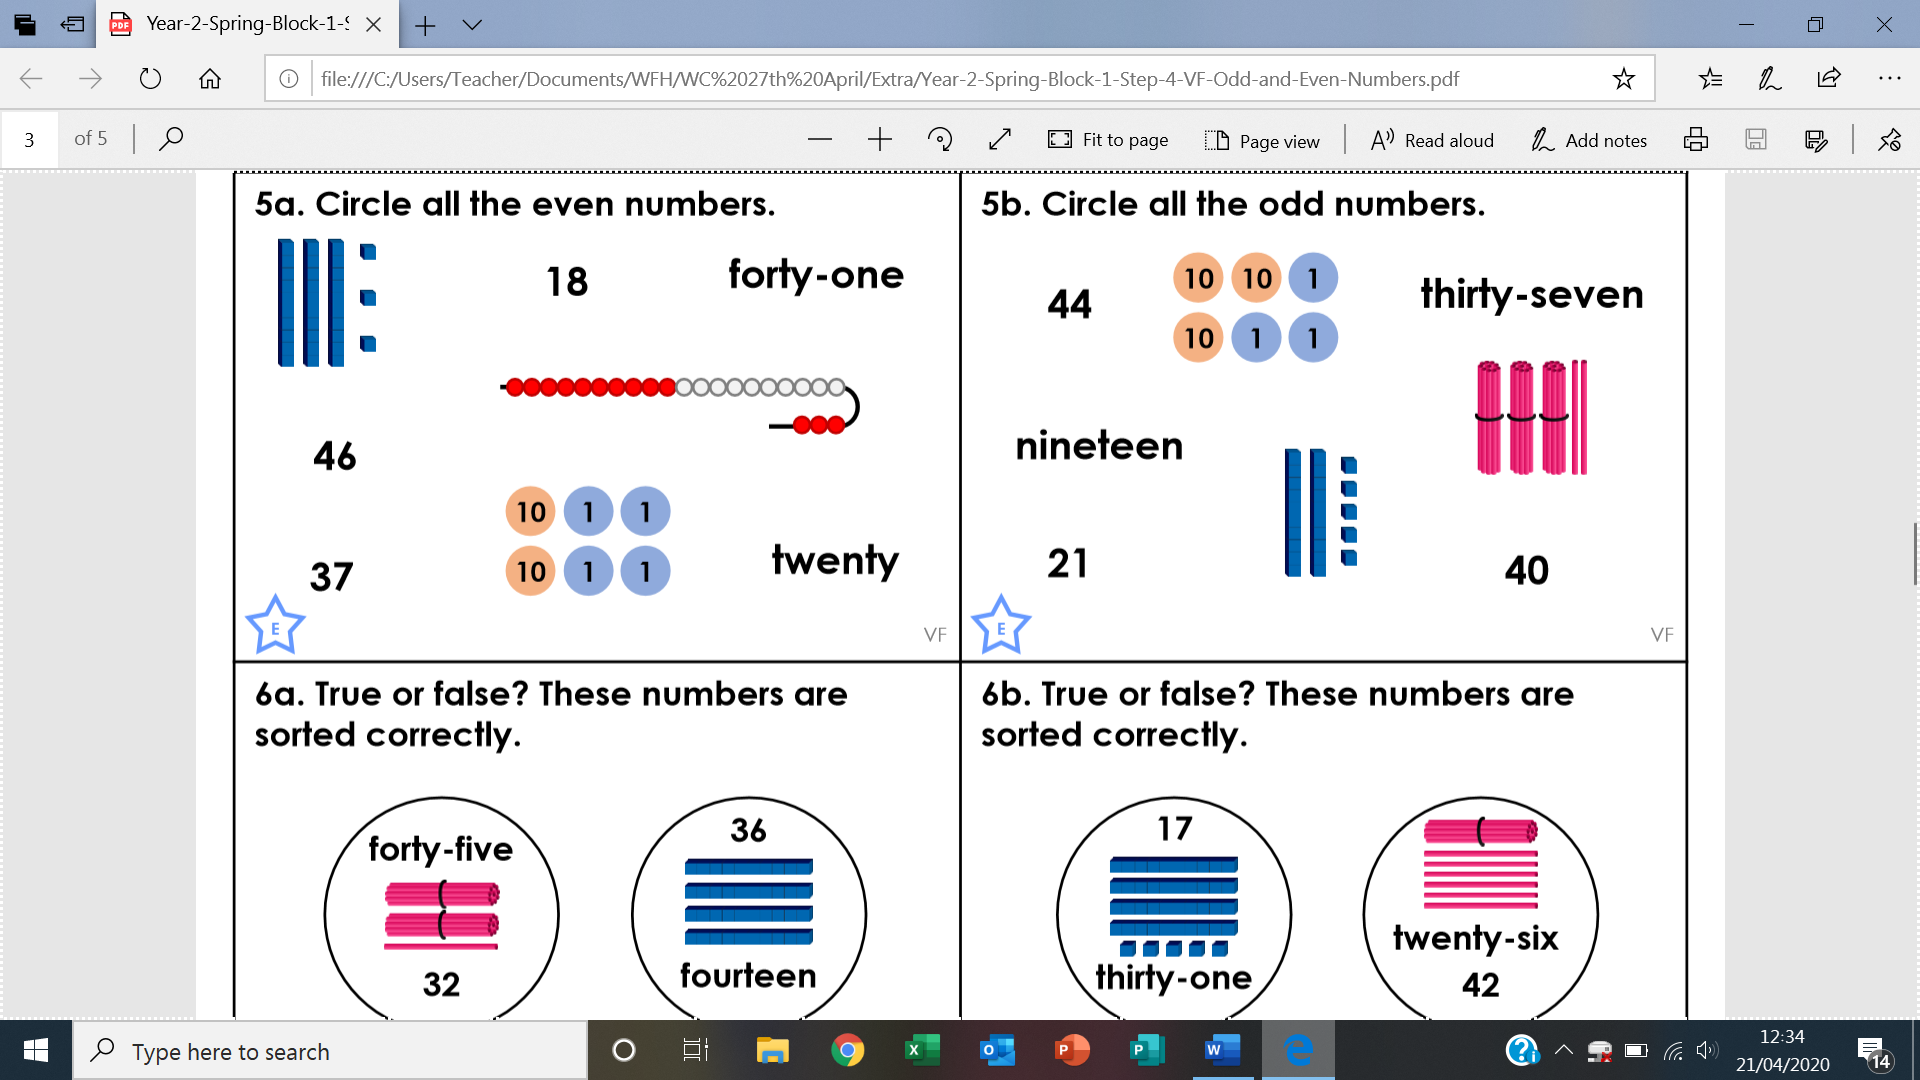 Year-2-Spring-Block-1-S
file:///C:/Users/Teacher/Documents/WFH/WC%2027th%20April/Extra/Year-2-Spring-Block-1-Step-4-VF-Odd-and-Even-Numbers.pdf
3 of 5
Fit to page
Page view
Read aloud
Add notes
5a. Circle all the even numbers.
18
forty-one
46
10 1 1
10 1 1
37
twenty
E
VF
5b. Circle all the odd numbers.
44
10 10 1
10 1 1
thirty-seven
nineteen
21
40
E
VF
6a. True or false? These numbers are
sorted correctly.
forty-five
32
36
fourteen
6b. True or false? These numbers are
sorted correctly.
17
thirty-one
twenty-six
42
Type here to search
12:34
21/04/2020
14